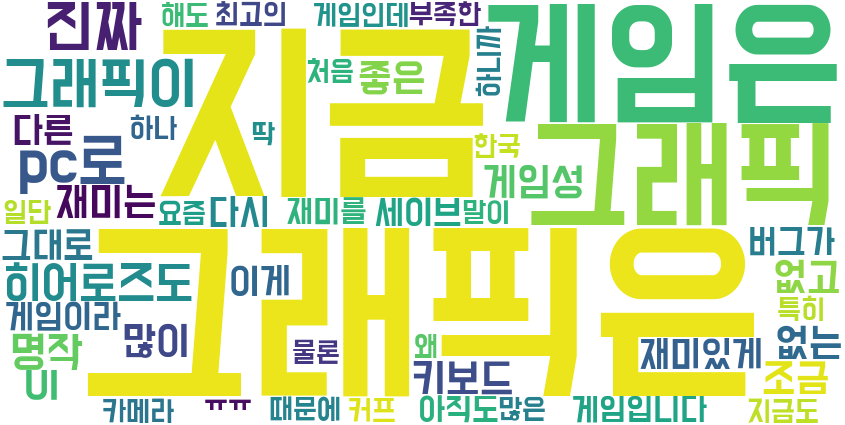 진짜 해도 최고의 게임인데 부족한
지금 게임은
하니까
그래픽이 처음 좋은
다른 하나 딱 한국 그래픽
pc로 게임성
재미는
일단 요즘 다시 재미를 세이브 말이
그대로 그래픽은 버그가
히어로즈도 이게 없고
게임이라 특히
명작 많이 물론 왜 재미있게 없는
이 키보드 조금
카메라 ㅠㅠ 때문에 커프 아직도 많은 게임입니다 지금도